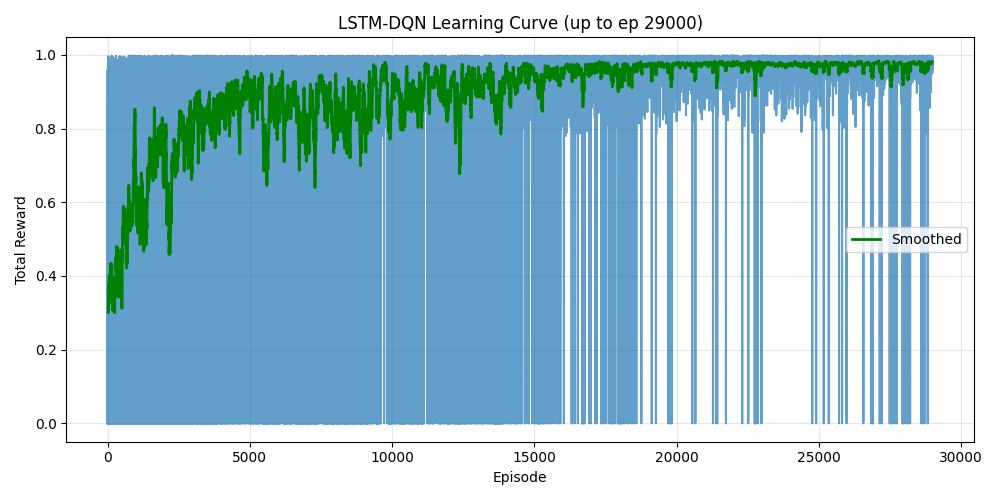 LSTM-DQN Learning Curve (up to ep 29000)
1.0
0.8
0.6
0.4
0.2
0.0
Total Reward
Smoothed
0 5000 10000 15000 20000 25000 30000
Episode